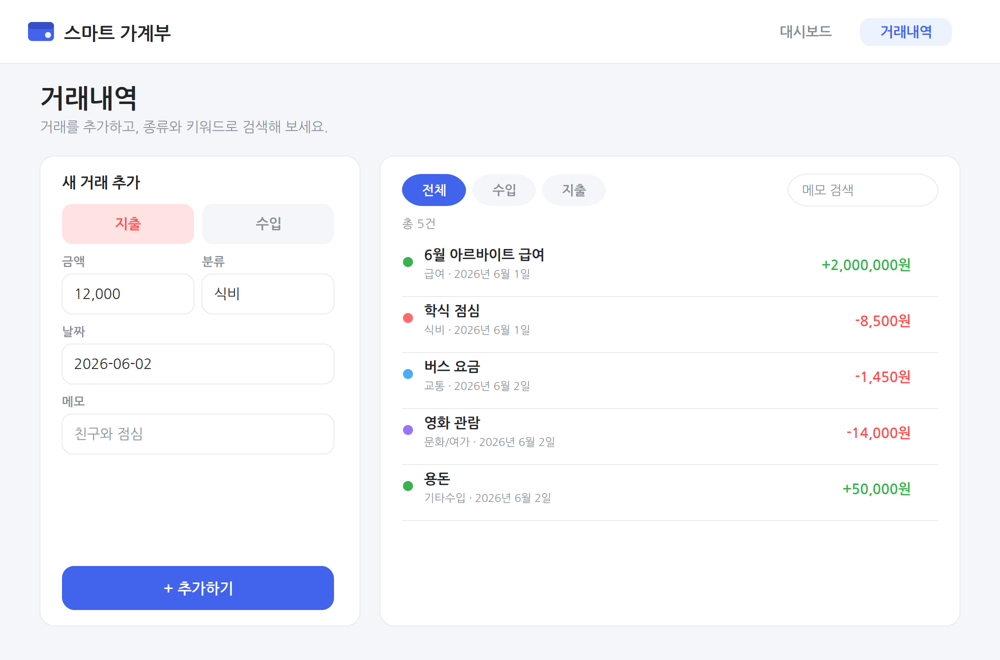 스마트 가계부
대시보드
거래내역
거래내역
거래를 추가하고, 종류와 키워드로 검색해 보세요.
새 거래 추가
지출
수입
금액
분류
12,000
식비
날짜
2026-06-02
메모
친구와 점심
+ 추가하기
전체
수입
지출
메모 검색
총 5건
6월 아르바이트 급여
급여 · 2026년 6월 1일
+2,000,000원
학식 점심
식비 · 2026년 6월 1일
-8,500원
버스 요금
교통 · 2026년 6월 2일
-1,450원
영화 관람
문화/여가 · 2026년 6월 2일
-14,000원
용돈
기타수입 · 2026년 6월 2일
+50,000원